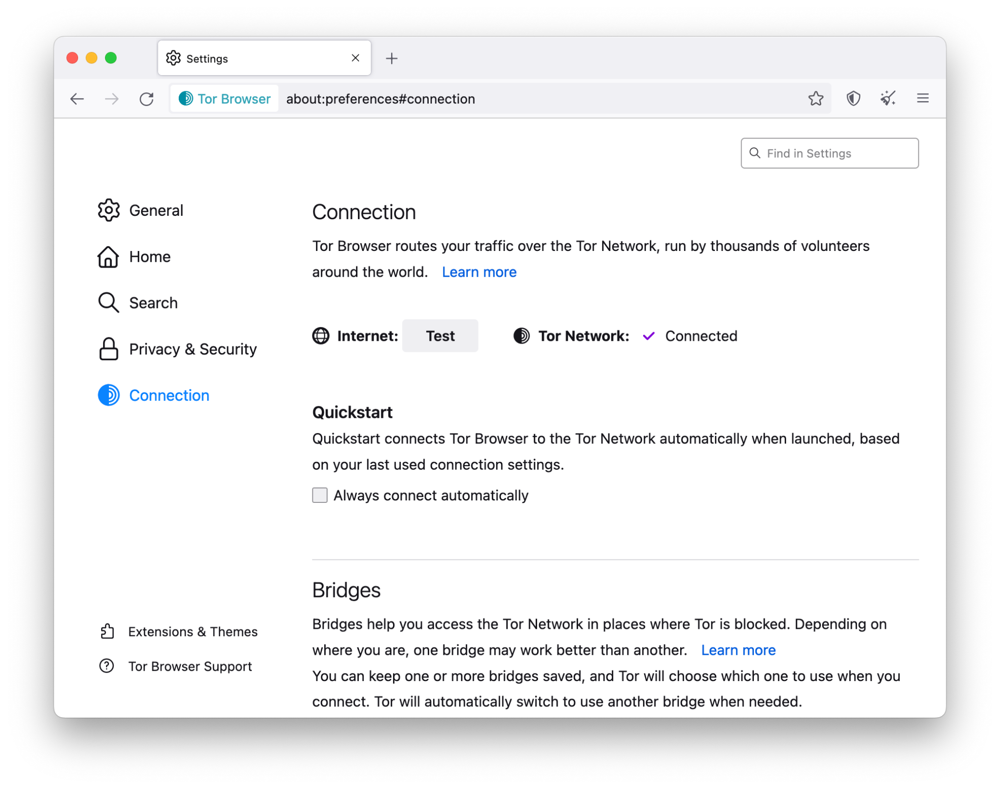 Settings
Tor Browser about:preferences#connection
Find in Settings
General
Home
Search
Privacy & Security
Connection
Extensions & Themes
Tor Browser Support
Connection
Tor Browser routes your traffic over the Tor Network, run by thousands of volunteers
around the world. Learn more
Internet: Test Tor Network: Connected
Quickstart
Quickstart connects Tor Browser to the Tor Network automatically when launched, based
on your last used connection settings.
Always connect automatically
Bridges
Bridges help you access the Tor Network in places where Tor is blocked. Depending on
where you are, one bridge may work better than another. Learn more
You can keep one or more bridges saved, and Tor will choose which one to use when you
connect. Tor will automatically switch to use another bridge when needed.